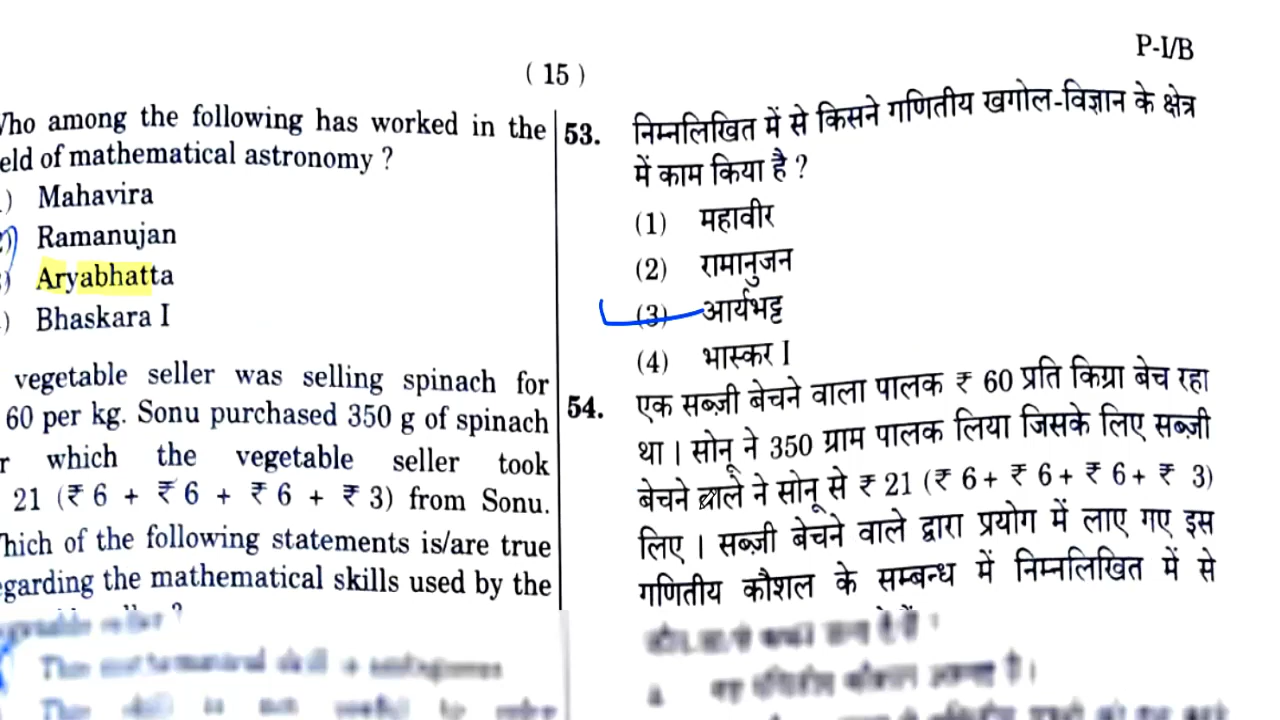 P-I/B
( 15 )
Who among the following has worked in the
eld of mathematical astronomy ?
) Mahavira
) Ramanujan
) Aryabhatta
) Bhaskara I
vegetable seller was selling spinach for
60 per kg. Sonu purchased 350 g of spinach
r which the vegetable seller took
21 (₹ 6 + ₹ 6 + ₹ 6 + ₹ 3) from Sonu.
hich of the following statements is/are true
egarding the mathematical skills used by the
53. निम्नलिखित में से किसने गणितीय खगोल-विज्ञान के क्षेत्र
में काम किया है ?
(1) महावीर
(2) रामानुजन
(3) आर्यभट्ट
(4) भास्कर I
54. एक सब्ज़ी बेचने वाला पालक ₹ 60 प्रति किग्रा बेच रहा
था । सोनू ने 350 ग्राम पालक लिया जिसके लिए सब्ज़ी
बेचने वाले ने सोनू से ₹ 21 (₹ 6 + ₹ 6 + ₹ 6 + ₹ 3)
लिए । सब्ज़ी बेचने वाले द्वारा प्रयोग में लाए गए इस
गणितीय कौशल के सम्बन्ध में निम्नलिखित में से